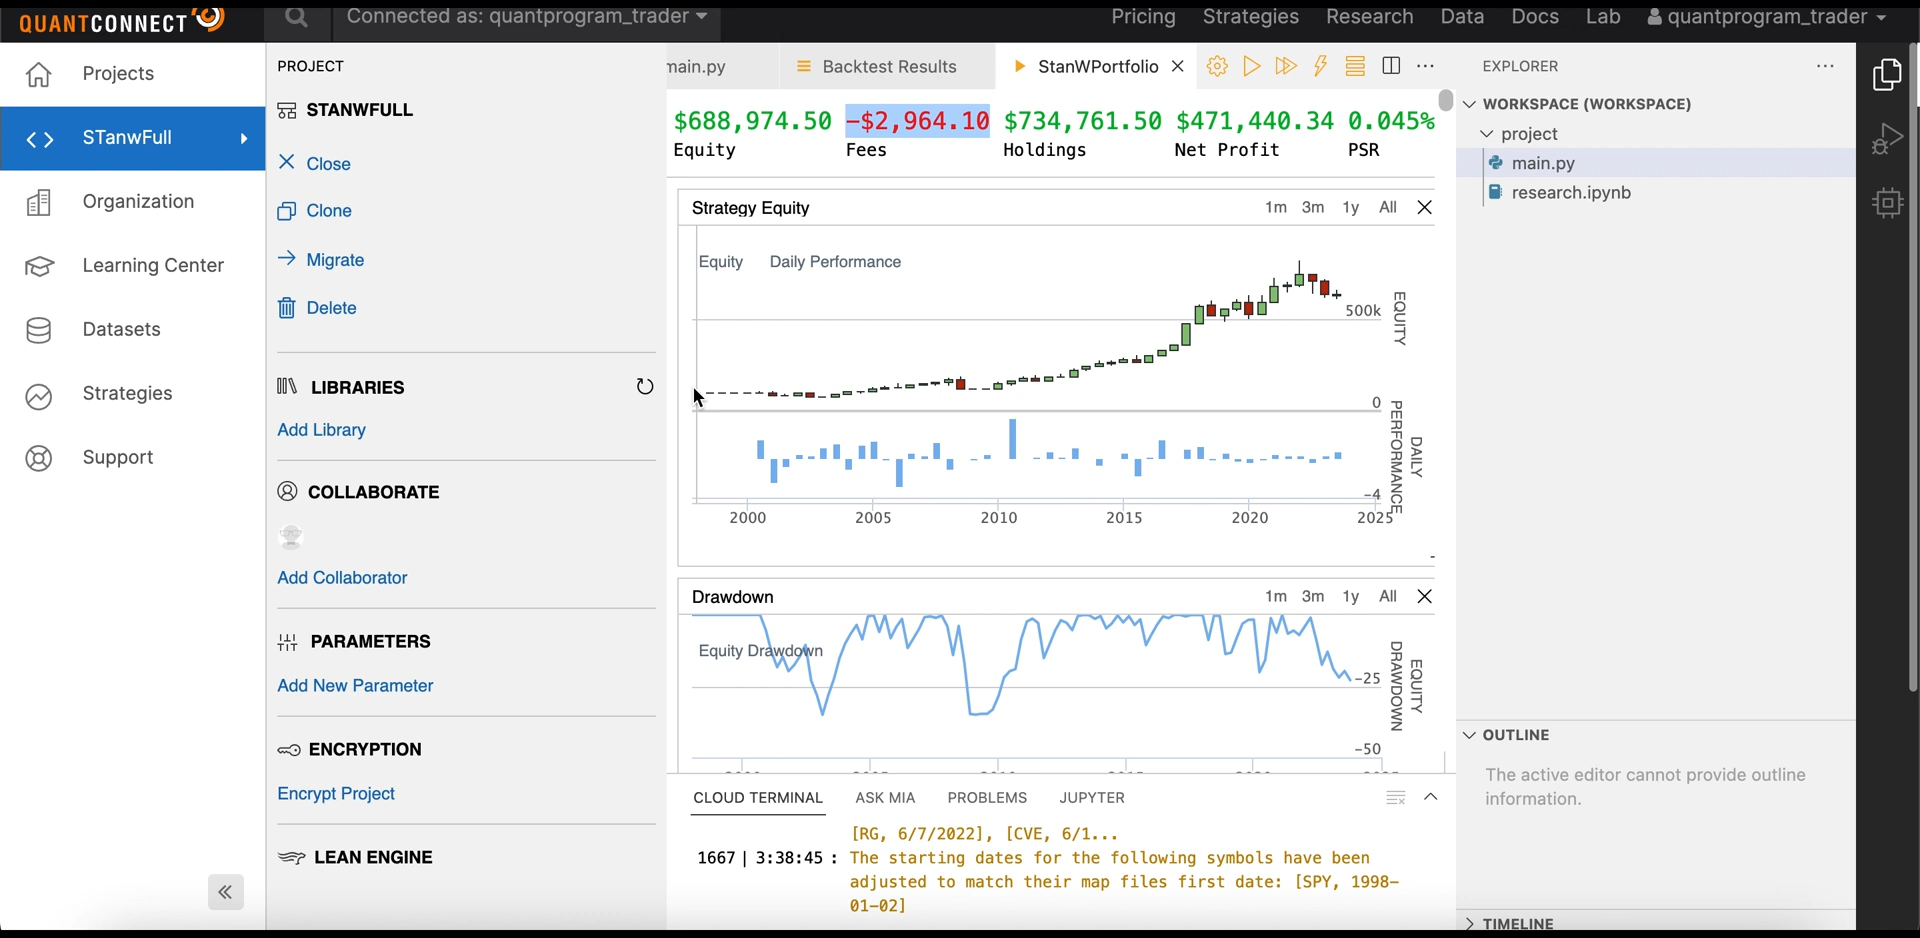 QUANTCONNECT
Connected as: quantprogram_trader
Pricing Strategies Research Data Docs Lab quantprogram_trader
Projects
STanwFull
Organization
Learning Center
Datasets
Strategies
Support
PROJECT
STANWFULL
Close
Clone
Migrate
Delete
LIBRARIES
Add Library
COLLABORATE
Add Collaborator
PARAMETERS
Add New Parameter
ENCRYPTION
Encrypt Project
LEAN ENGINE
main.py Backtest Results StanWPortfolio
$688,974.50 -$2,964.10 $734,761.50 $471,440.34 0.045%
Equity Fees Holdings Net Profit PSR
Strategy Equity 1m 3m 1y All
Equity Daily Performance
500k
0
EQUITY
-4
DAILY
PERFORMANCE
2000 2005 2010 2015 2020 2025
Drawdown 1m 3m 1y All
Equity Drawdown
-25
-50
EQUITY
DRAWDOWN
CLOUD TERMINAL ASK MIA PROBLEMS JUPYTER
[RG, 6/7/2022], [CVE, 6/1...
1667 | 3:38:45 : The starting dates for the following symbols have been
adjusted to match their map files first date: [SPY, 1998-
01-02]
EXPLORER
WORKSPACE (WORKSPACE)
project
main.py
research.ipynb
OUTLINE
The active editor cannot provide outline
information.
TIMELINE